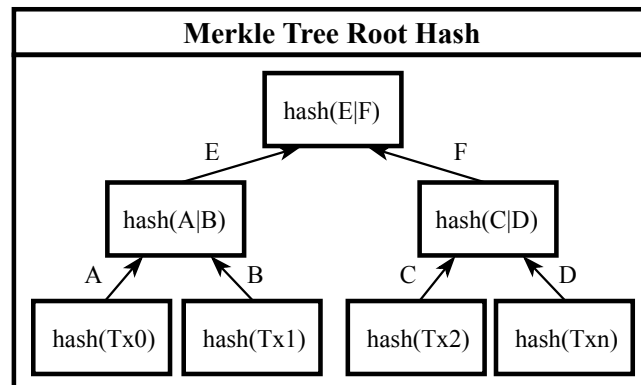 Merkle Tree Root Hash
hash(E|F)
E
F
hash(A|B)
hash(C|D)
A
B
C
D
hash(Tx0)
hash(Tx1)
hash(Tx2)
hash(Txn)